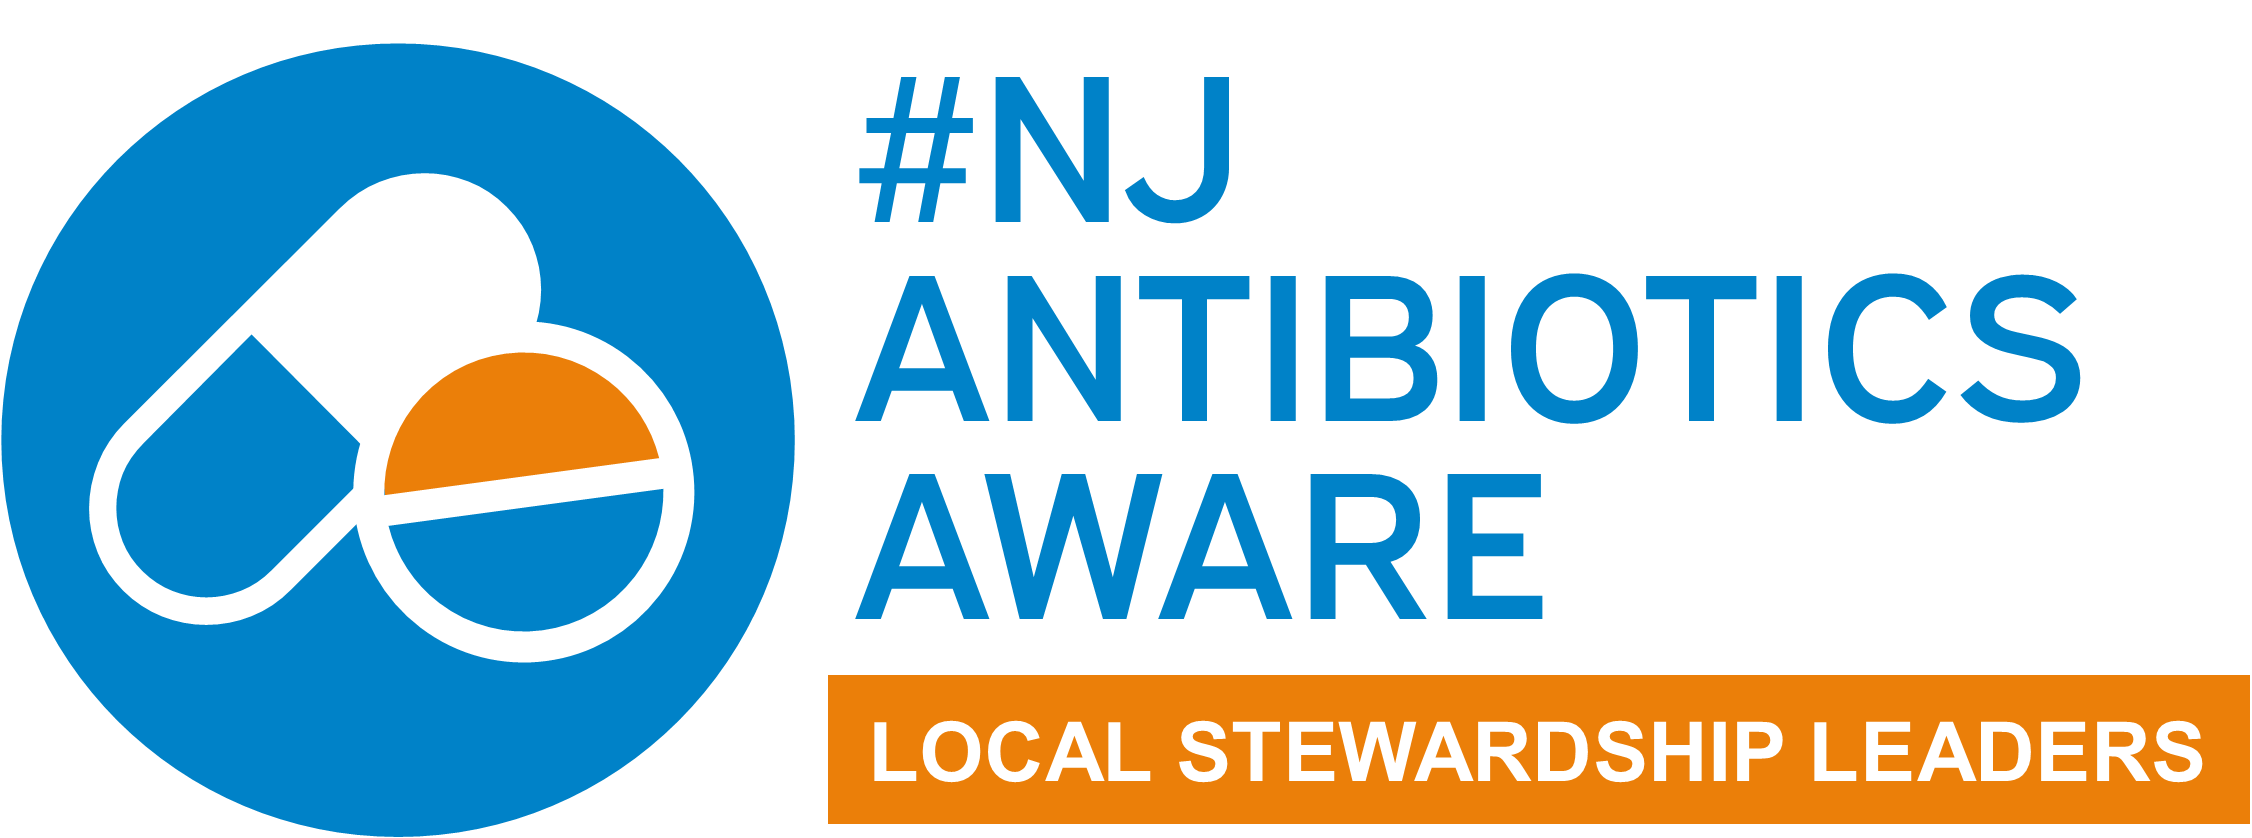 #NJ
ANTIBIOTICS
AWARE
LOCAL STEWARDSHIP LEADERS